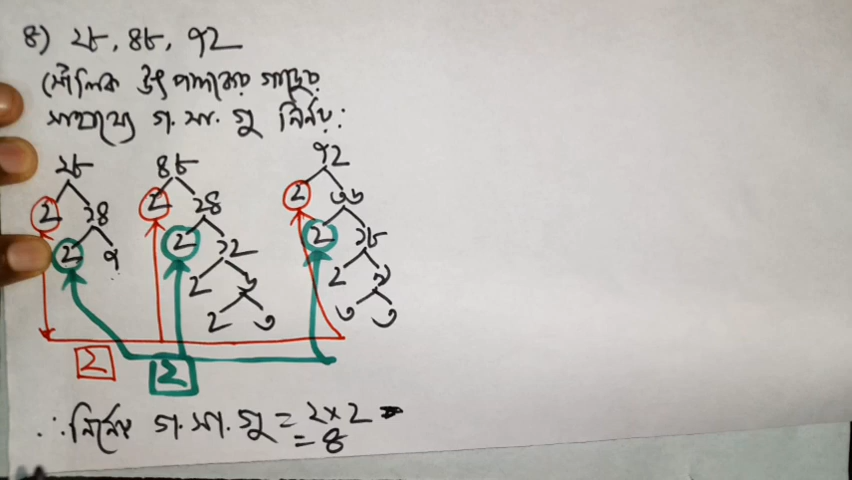 ৪) ২৮, ৪৮, ৭২
মৌলিক উৎপাদকের গাছের
সাহায্যে গ.সা.গু নির্ণয়:
২৮ ৪৮ ৭২
২ ১৪ ২ ২৪ ২ ৩৬
২ ৭ ২ ১২ ২ ১৮
২ ৬ ২ ৯
২ ৩ ৩ ৩
২ ২
∴ নির্ণেয় গ.সা.গু = ২×২
= ৪